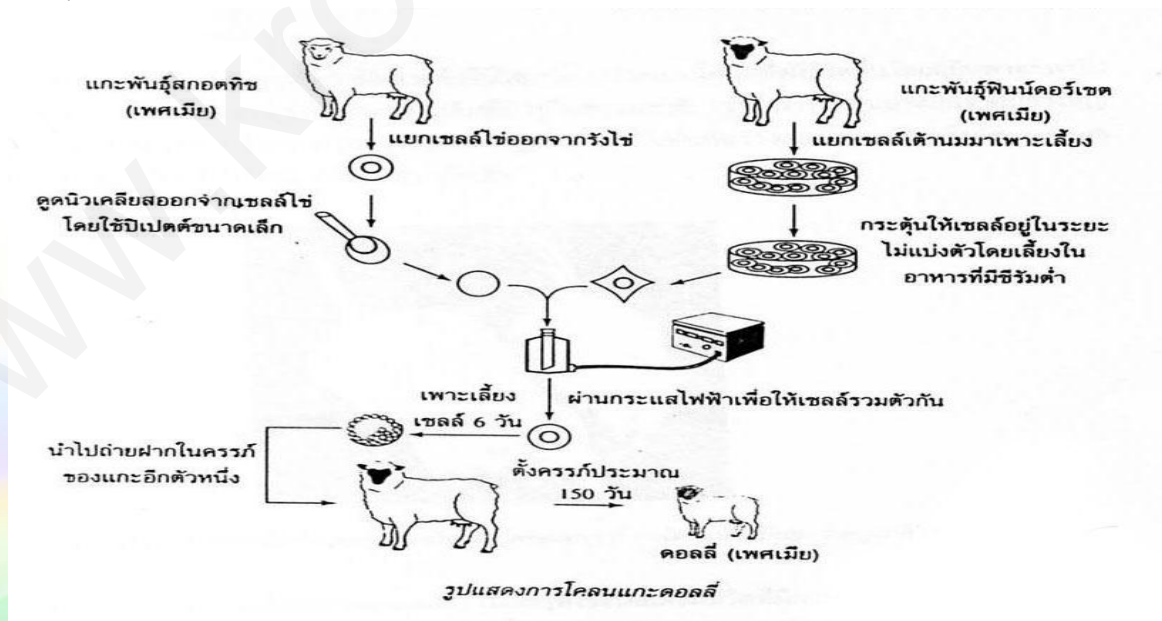 แกะพันธุ์สกอตทิช
(เพศเมีย)
แกะพันธุ์ฟินน์ดอร์เซต
(เพศเมีย)
แยกเซลล์ไข่ออกจากรังไข่
แยกเซลล์เต้านมมาเพาะเลี้ยง
ดูดนิวเคลียสออกจากเซลล์ไข่
โดยใช้ปิเปตต์ขนาดเล็ก
กระตุ้นให้เซลล์อยู่ในระยะ
ไม่แบ่งตัวโดยเลี้ยงใน
อาหารที่มีซีรัมต่ำ
ผ่านกระแสไฟฟ้าเพื่อให้เซลล์รวมตัวกัน
เพาะเลี้ยง
เซลล์ 6 วัน
นำไปถ่ายฝากในครรภ์
ของแกะอีกตัวหนึ่ง
ตั้งครรภ์ประมาณ
150 วัน
ดอลลี่ (เพศเมีย)
รูปแสดงการโคลนแกะดอลลี่
www.kro